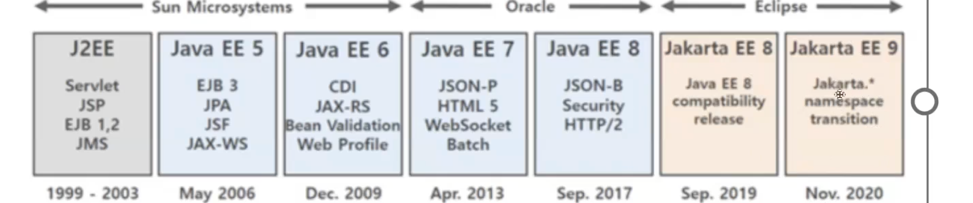 Sun Microsystems
Oracle
Eclipse
J2EE
Servlet
JSP
EJB 1,2
JMS
1999 - 2003
Java EE 5
EJB 3
JPA
JSF
JAX-WS
May 2006
Java EE 6
CDI
JAX-RS
Bean Validation
Web Profile
Dec. 2009
Java EE 7
JSON-P
HTML 5
WebSocket
Batch
Apr. 2013
Java EE 8
JSON-B
Security
HTTP/2
Sep. 2017
Jakarta EE 8
Java EE 8
compatibility
release
Sep. 2019
Jakarta EE 9
Jakarta.*
namespace
transition
Nov. 2020